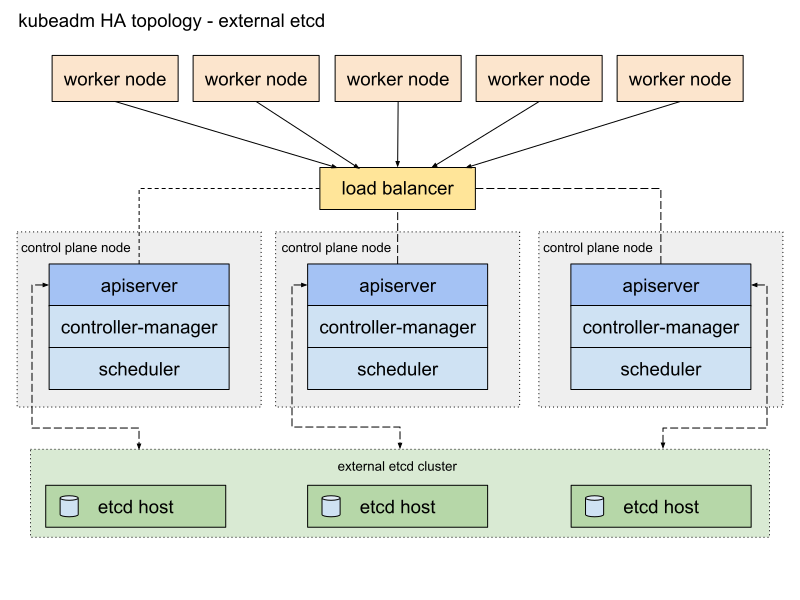 kubeadm HA topology - external etcd
worker node
worker node
worker node
worker node
worker node
load balancer
control plane node
control plane node
control plane node
apiserver
apiserver
apiserver
controller-manager
controller-manager
controller-manager
scheduler
scheduler
scheduler
external etcd cluster
etcd host
etcd host
etcd host